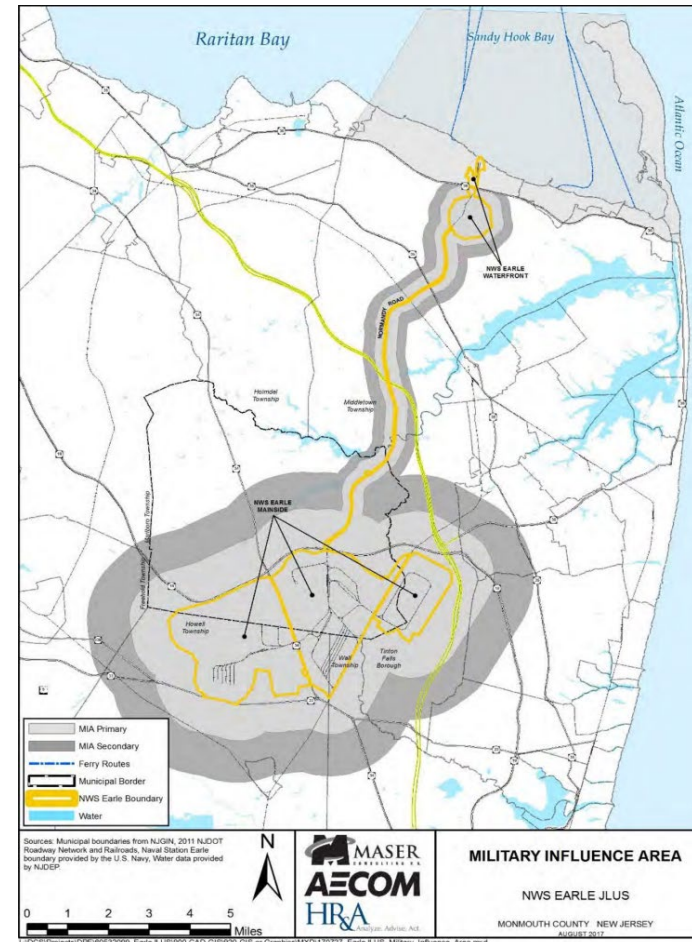 Raritan Bay
Sandy Hook Bay
Atlantic Ocean
NWS EARLE
WATERFRONT
NORMANDY ROAD
Holmdel
Township
Middletown
Township
NWS EARLE
MAINSIDE
Marlboro Township
Freehold Township
Howell
Township
Wall
Township
Tinton
Falls
Borough
MIA Primary
MIA Secondary
Ferry Routes
Municipal Border
NWS Earle Boundary
Water
Sources: Municipal boundaries from NJGIN, 2011 NJDOT
Roadway Network and Railroads, Naval Station Earle
boundary provided by the U.S. Navy, Water data provided
by NJDEP.
N
0 1 2 3 4 5
Miles
MASER
CONSULTING P.A.
AECOM
HR&A
Analyze. Advise. Act.
MILITARY INFLUENCE AREA
NWS EARLE JLUS
MONMOUTH COUNTY NEW JERSEY
AUGUST 2017